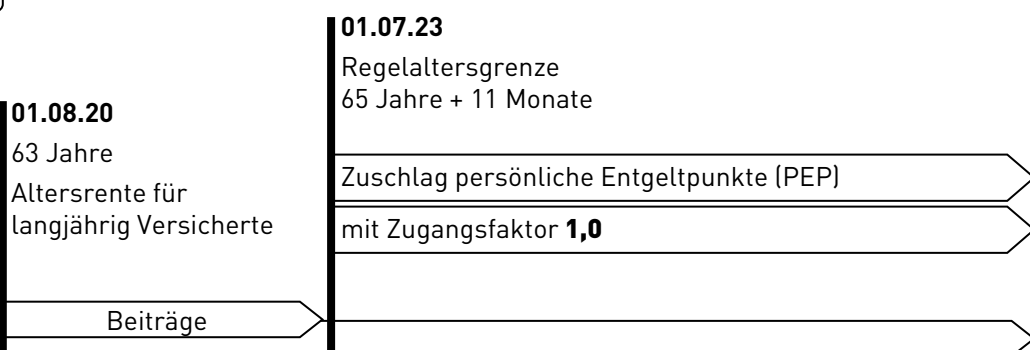 01.08.20
63 Jahre
Altersrente für
langjährig Versicherte
Beiträge
01.07.23
Regelaltersgrenze
65 Jahre + 11 Monate
Zuschlag persönliche Entgeltpunkte (PEP)
mit Zugangsfaktor 1,0